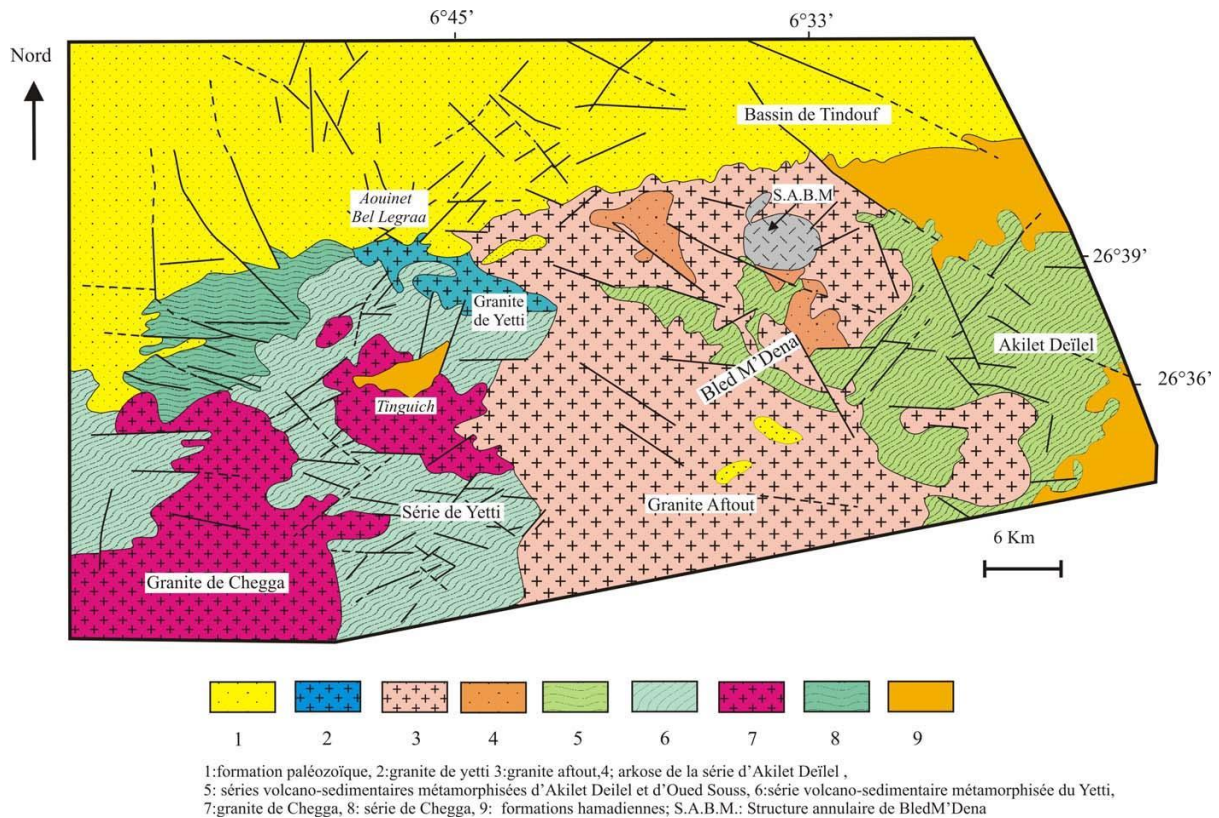 6°45'
6°33'
Nord
Bassin de Tindouf
S.A.B.M
Aouinet
Bel Legraa
26°39'
Granite
de Yetti
Akilet Deïlel
Bled M'Dena
26°36'
Tinguich
Granite Aftout
Série de Yetti
6 Km
Granite de Chegga
1 2 3 4 5 6 7 8 9
1:formation paléozoïque, 2:granite de yetti 3:granite aftout,4; arkose de la série d'Akilet Deïlel ,
5: séries volcano-sedimentaires métamorphisées d'Akilet Deilel et d'Oued Souss, 6:série volcano-sedimentaire métamorphisée du Yetti,
7:granite de Chegga, 8: série de Chegga, 9: formations hamadiennes; S.A.B.M.: Structure annulaire de BledM'Dena